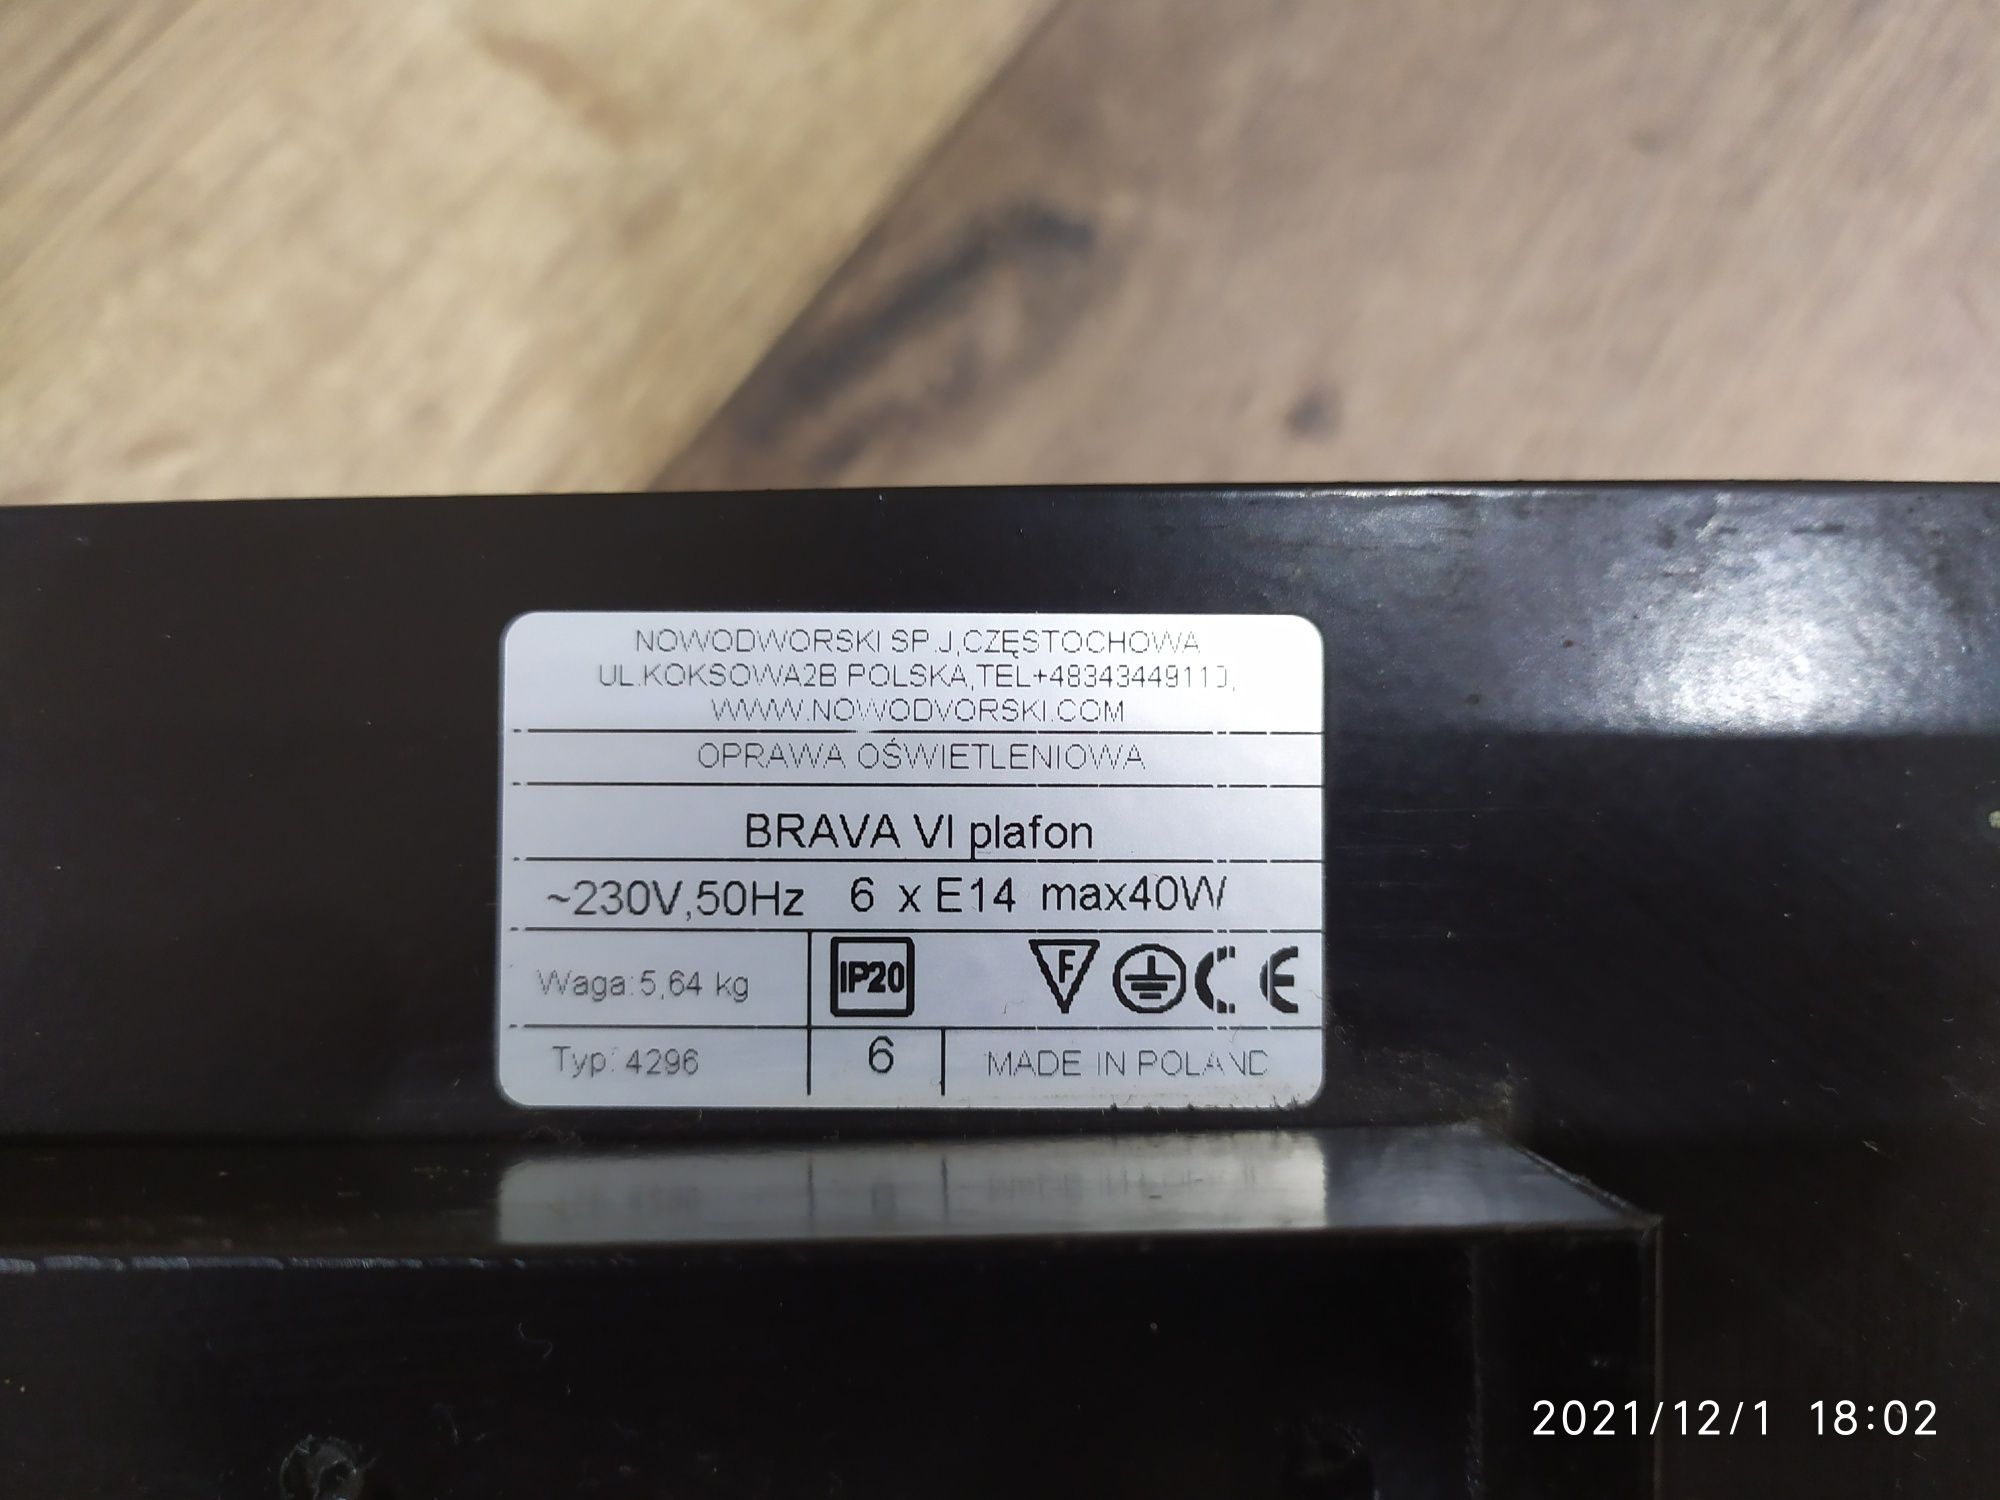 NOWODWORSKI SP.J,CZĘSTOCHOWA
UL.KOKSOWA2B POLSKA,TEL+48343449110,
WWW.NOWODVORSKI.COM
OPRAWA OŚWIETLENIOWA
BRAVA VI plafon
~230V,50Hz 6 x E14 max40W
Waga:5,64 kg IP20 F CE
Typ: 4296 6 MADE IN POLAND
2021/12/1 18:02